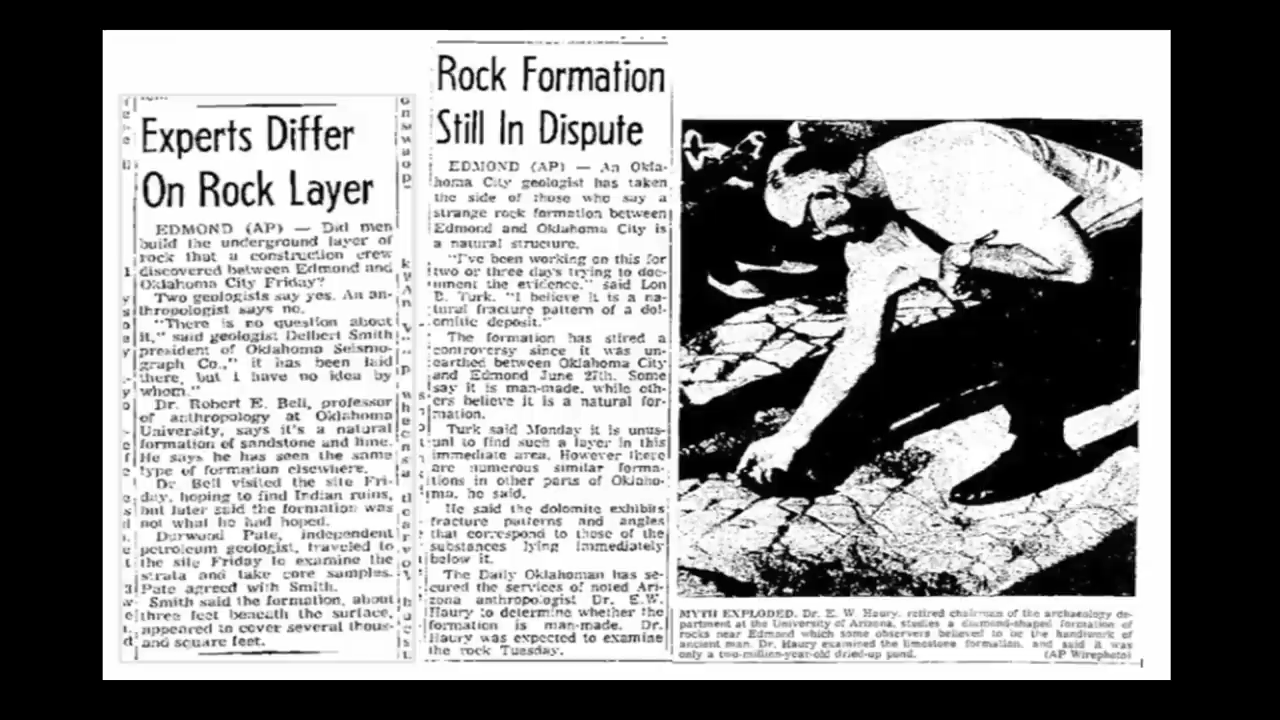 Experts Differ
On Rock Layer
EDMOND (AP) — Did men
build the underground layer of
rock that a construction crew
discovered between Edmond and
Oklahoma City Friday?
Two geologists say yes. An an-
thropologist says no.
"There is no question about
it," said geologist Delbert Smith
president of Oklahoma Seismo-
graph Co.," it has been laid
there, but I have no idea by
whom."
Dr. Robert E. Bell, professor
of anthropology at Oklahoma
University, says it's a natural
formation of sandstone and lime.
He says he has seen the same
type of formation elsewhere.
Dr. Bell visited the site Fri-
day, hoping to find Indian ruins,
but later said the formation was
not what he had hoped.
Durwood Pate, independent
petroleum geologist, traveled to
the site Friday to examine the
strata and take core samples.
Pate agreed with Smith.
Smith said the formation, about
three feet beneath the surface,
appeared to cover several thous-
and square feet.
Rock Formation
Still In Dispute
EDMOND (AP) — An Okla-
homa City geologist has taken
the side of those who say a
strange rock formation between
Edmond and Oklahoma City is
a natural structure.
"I've been working on this for
two or three days trying to doc-
ument the evidence," said Lon
B. Turk. "I believe it is a na-
tural fracture pattern of a dol-
omitic deposit."
The formation has stired a
controversy since it was un-
earthed between Oklahoma City
and Edmond June 27th. Some
say it is man-made, while oth-
ers believe it is a natural for-
mation.
Turk said Monday it is unus-
ual to find such a layer in this
immediate area. However there
are numerous similar forma-
tions in other parts of Oklaho-
ma, he said.
He said the dolomite exhibits
fracture patterns and angles
that correspond to those of the
substances lying immediately
below it.
The Daily Oklahoman has se-
cured the services of noted Ari-
zona anthropologist Dr. E.W.
Haury to determine whether the
formation is man-made. Dr.
Haury was expected to examine
the rock Tuesday.
MYTH EXPLODED. Dr. E. W. Haury, retired chairman of the archaeology de-
partment at the University of Arizona, studies a diamond-shaped formation of
rocks near Edmond which some observers believed to be the handiwork of
ancient man. Dr. Haury examined the limestone formation, and said it was
only a two-million-year-old dried-up pond. (AP Wirephoto)